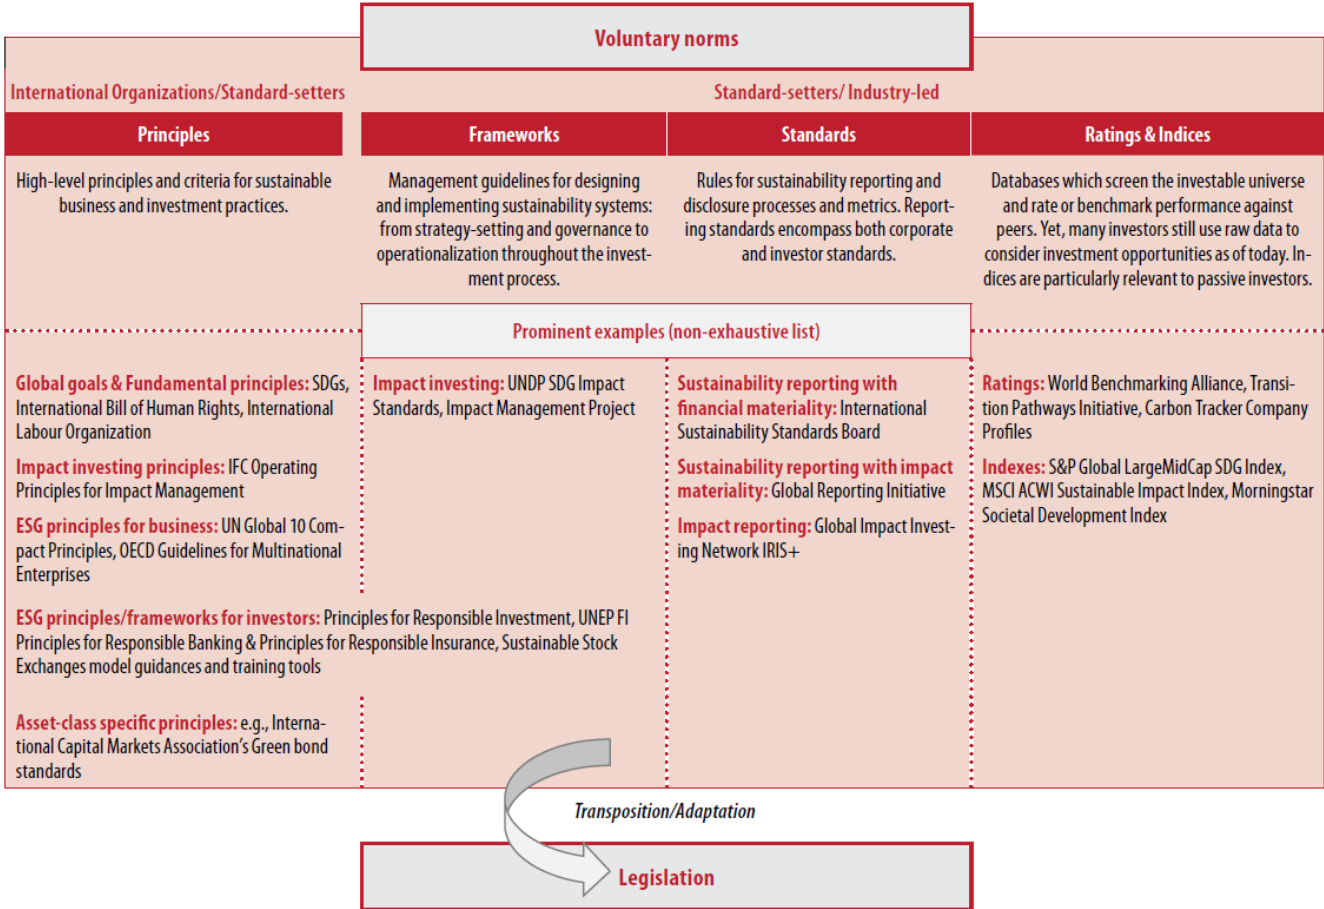 Voluntary norms
International Organizations/Standard-setters
Standard-setters/ Industry-led
Principles
Frameworks
Standards
Ratings & Indices
High-level principles and criteria for sustainable
business and investment practices.
Management guidelines for designing
and implementing sustainability systems:
from strategy-setting and governance to
operationalization throughout the invest-
ment process.
Rules for sustainability reporting and
disclosure processes and metrics. Report-
ing standards encompass both corporate
and investor standards.
Databases which screen the investable universe
and rate or benchmark performance against
peers. Yet, many investors still use raw data to
consider investment opportunities as of today. In-
dices are particularly relevant to passive investors.
Prominent examples (non-exhaustive list)
Global goals & Fundamental principles: SDGs,
International Bill of Human Rights, International
Labour Organization
Impact investing principles: IFC Operating
Principles for Impact Management
ESG principles for business: UN Global 10 Com-
pact Principles, OECD Guidelines for Multinational
Enterprises
ESG principles/frameworks for investors: Principles for Responsible Investment, UNEP FI
Principles for Responsible Banking & Principles for Responsible Insurance, Sustainable Stock
Exchanges model guidances and training tools
Asset-class specific principles: e.g., Interna-
tional Capital Markets Association's Green bond
standards
Impact investing: UNDP SDG Impact
Standards, Impact Management Project
Sustainability reporting with
financial materiality: International
Sustainability Standards Board
Sustainability reporting with impact
materiality: Global Reporting Initiative
Impact reporting: Global Impact Invest-
ing Network IRIS+
Ratings: World Benchmarking Alliance, Transi-
tion Pathways Initiative, Carbon Tracker Company
Profiles
Indexes: S&P Global LargeMidCap SDG Index,
MSCI ACWI Sustainable Impact Index, Morningstar
Societal Development Index
Transposition/Adaptation
Legislation